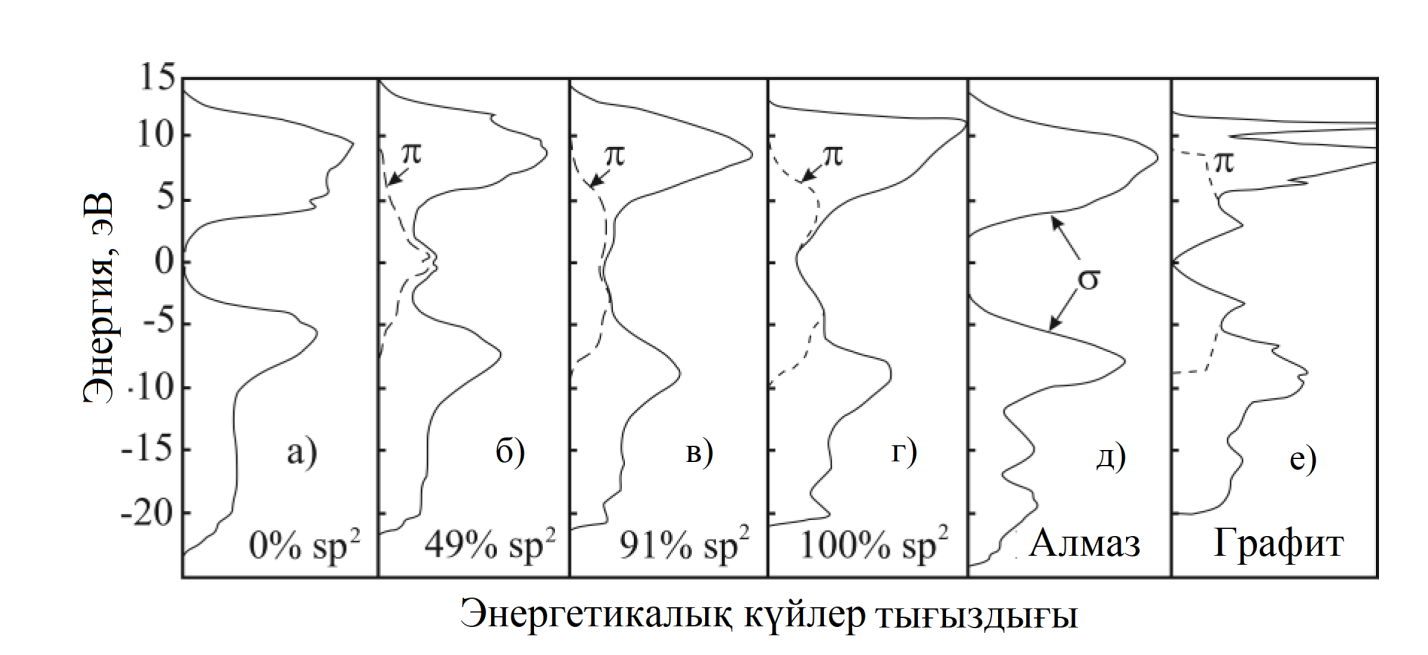 Энергия, эВ
15
10
5
0
-5
-10
-15
-20
π
π
π
π
σ
а)
б)
в)
г)
д)
е)
0% sp²
49% sp²
91% sp²
100% sp²
Алмаз
Графит
Энергетикалық күйлер тығыздығы